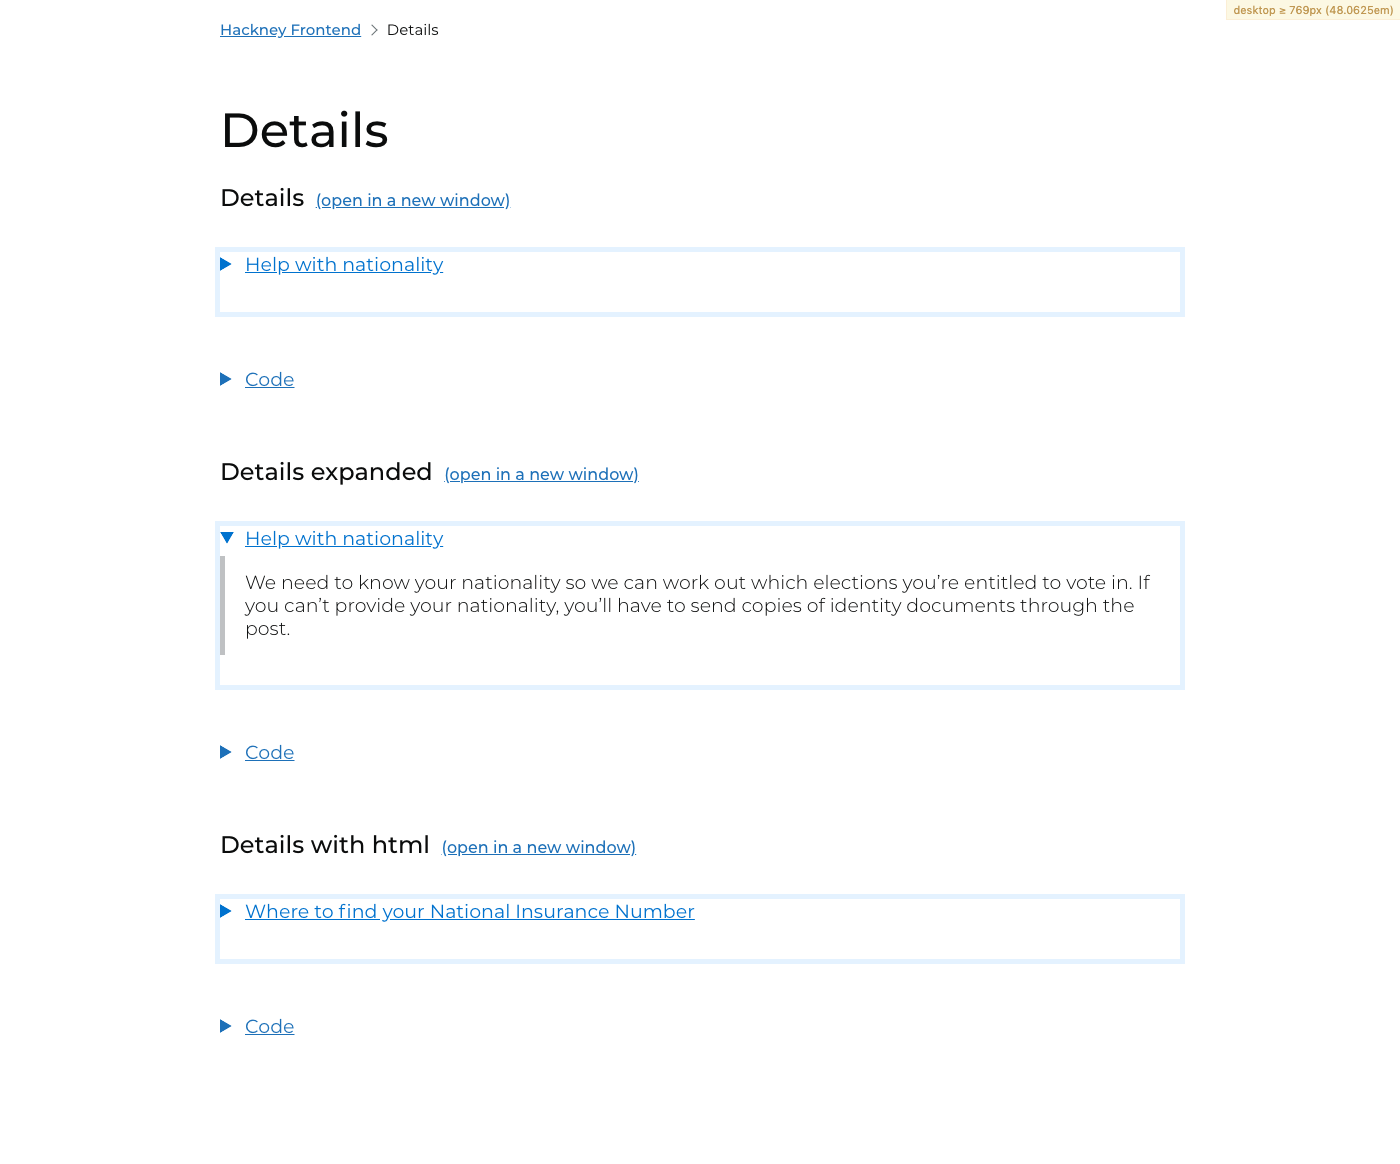 desktop ≥ 769px (48.0625em)
Hackney Frontend > Details
Details
Details (open in a new window)
Help with nationality
Code
Details expanded (open in a new window)
Help with nationality
We need to know your nationality so we can work out which elections you’re entitled to vote in. If
you can’t provide your nationality, you’ll have to send copies of identity documents through the
post.
Code
Details with html (open in a new window)
Where to find your National Insurance Number
Code